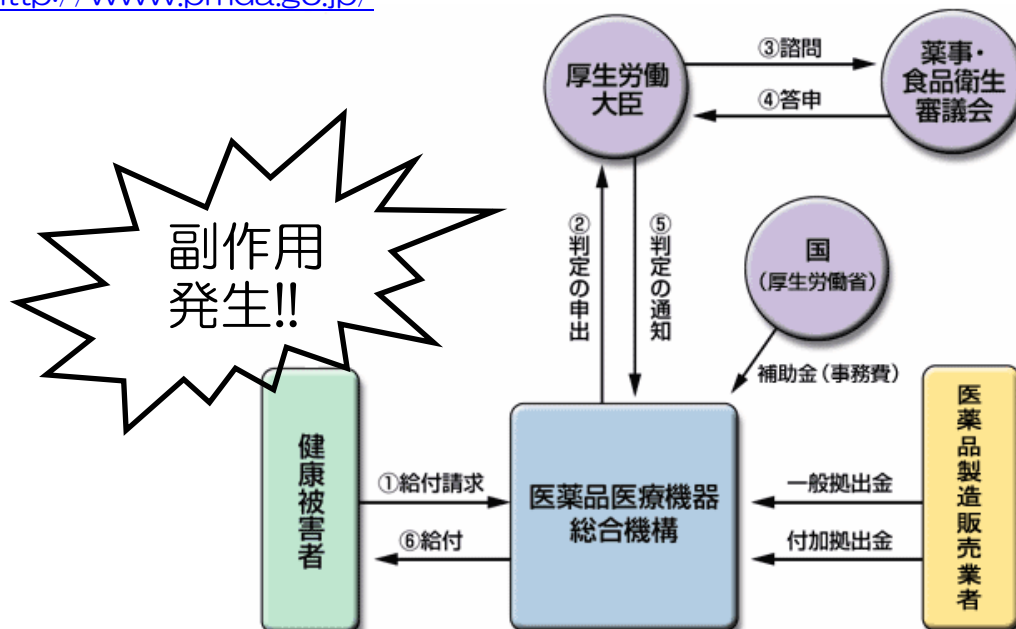 http://www.pmda.go.jp/
厚生労働
大臣
③諮問
④答申
薬事・
食品衛生
審議会
副作用
発生!!
②判定の申出
⑤判定の通知
国
(厚生労働省)
補助金(事務費)
健康被害者
①給付請求
⑥給付
医薬品医療機器
総合機構
一般拠出金
付加拠出金
医薬品製造販売業者